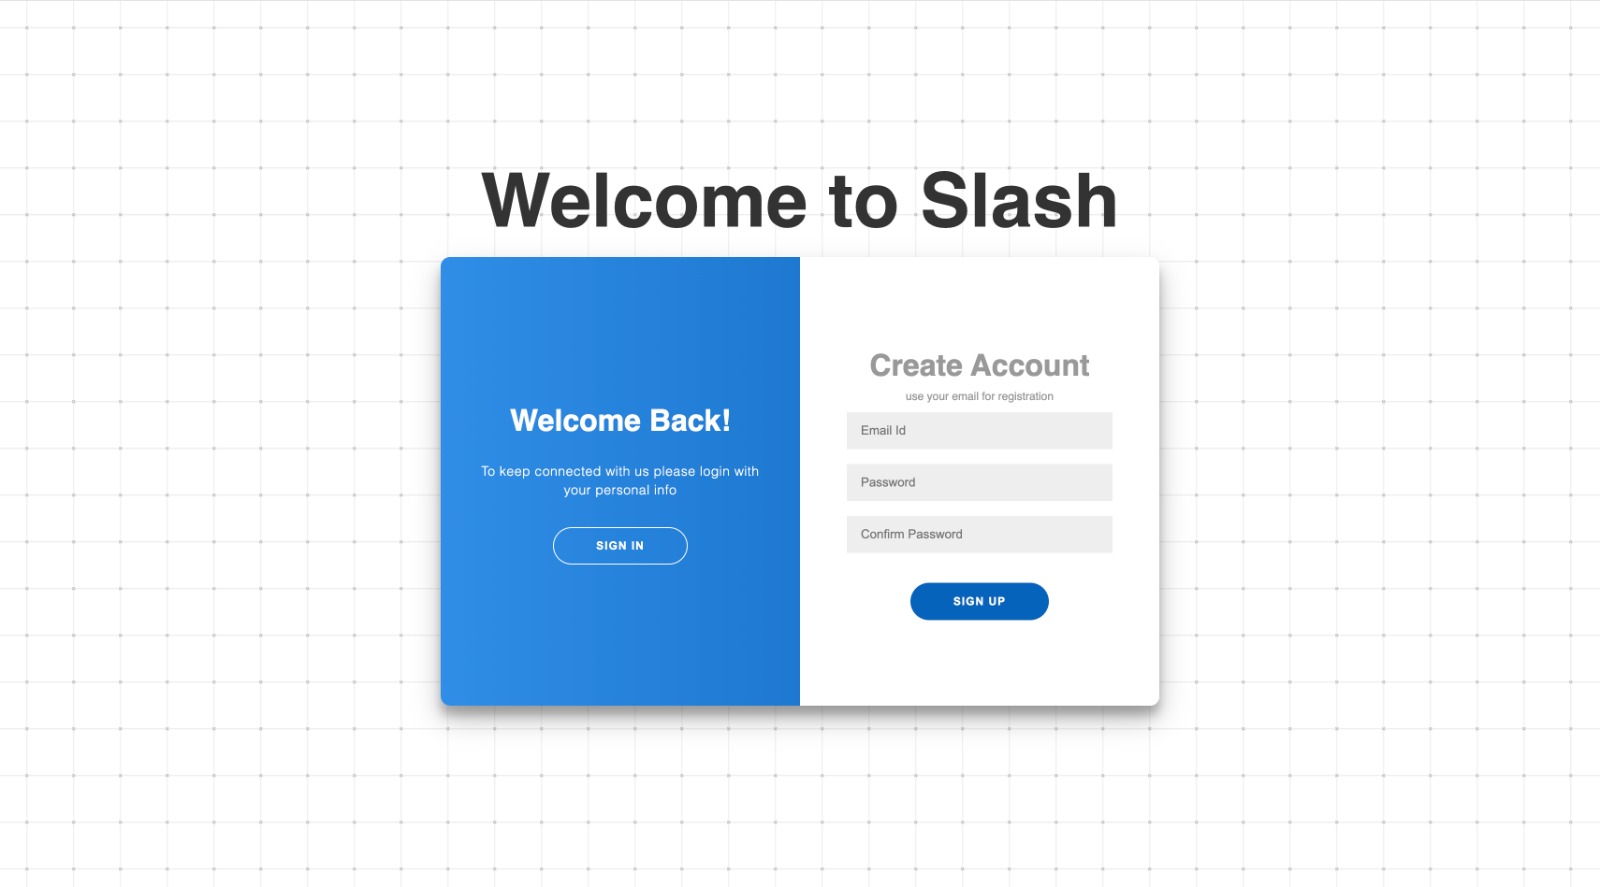 Welcome to Slash
Welcome Back!
To keep connected with us please login with
your personal info
SIGN IN
Create Account
use your email for registration
Email Id
Password
Confirm Password
SIGN UP